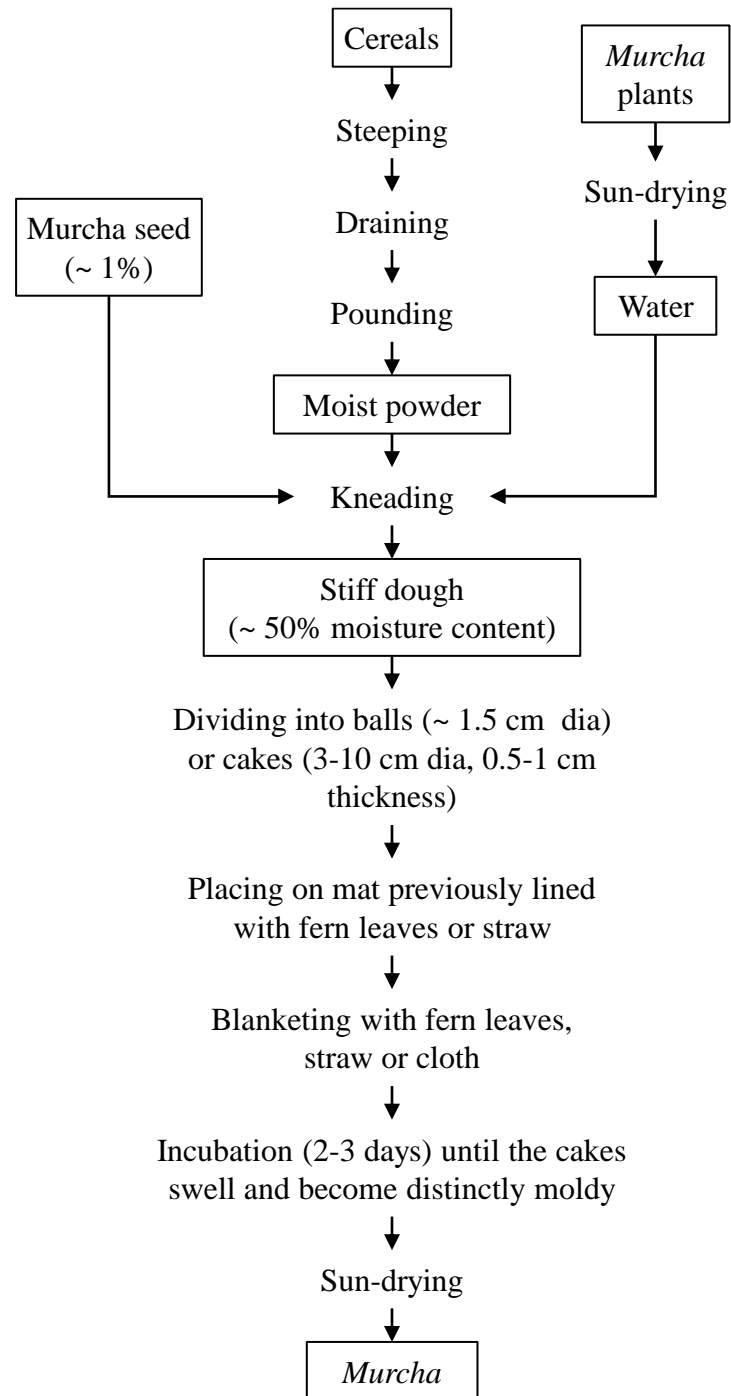 Cereals
Murcha
plants
Steeping
Sun-drying
Murcha seed
(~ 1%)
Draining
Water
Pounding
Moist powder
Kneading
Stiff dough
(~ 50% moisture content)
Dividing into balls (~ 1.5 cm dia)
or cakes (3-10 cm dia, 0.5-1 cm
thickness)
Placing on mat previously lined
with fern leaves or straw
Blanketing with fern leaves,
straw or cloth
Incubation (2-3 days) until the cakes
swell and become distinctly moldy
Sun-drying
Murcha